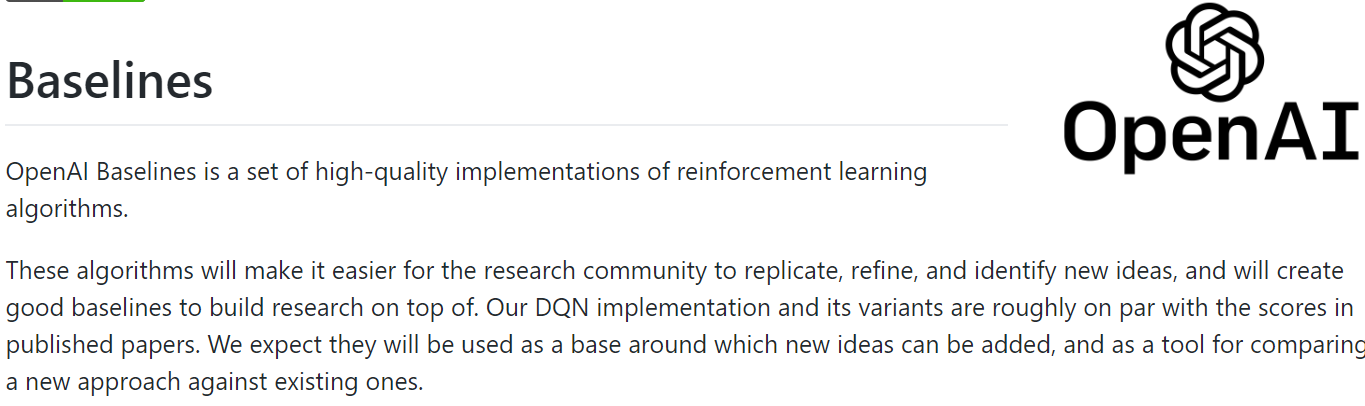 Baselines
OpenAI
OpenAI Baselines is a set of high-quality implementations of reinforcement learning
algorithms.
These algorithms will make it easier for the research community to replicate, refine, and identify new ideas, and will create
good baselines to build research on top of. Our DQN implementation and its variants are roughly on par with the scores in
published papers. We expect they will be used as a base around which new ideas can be added, and as a tool for comparing
a new approach against existing ones.